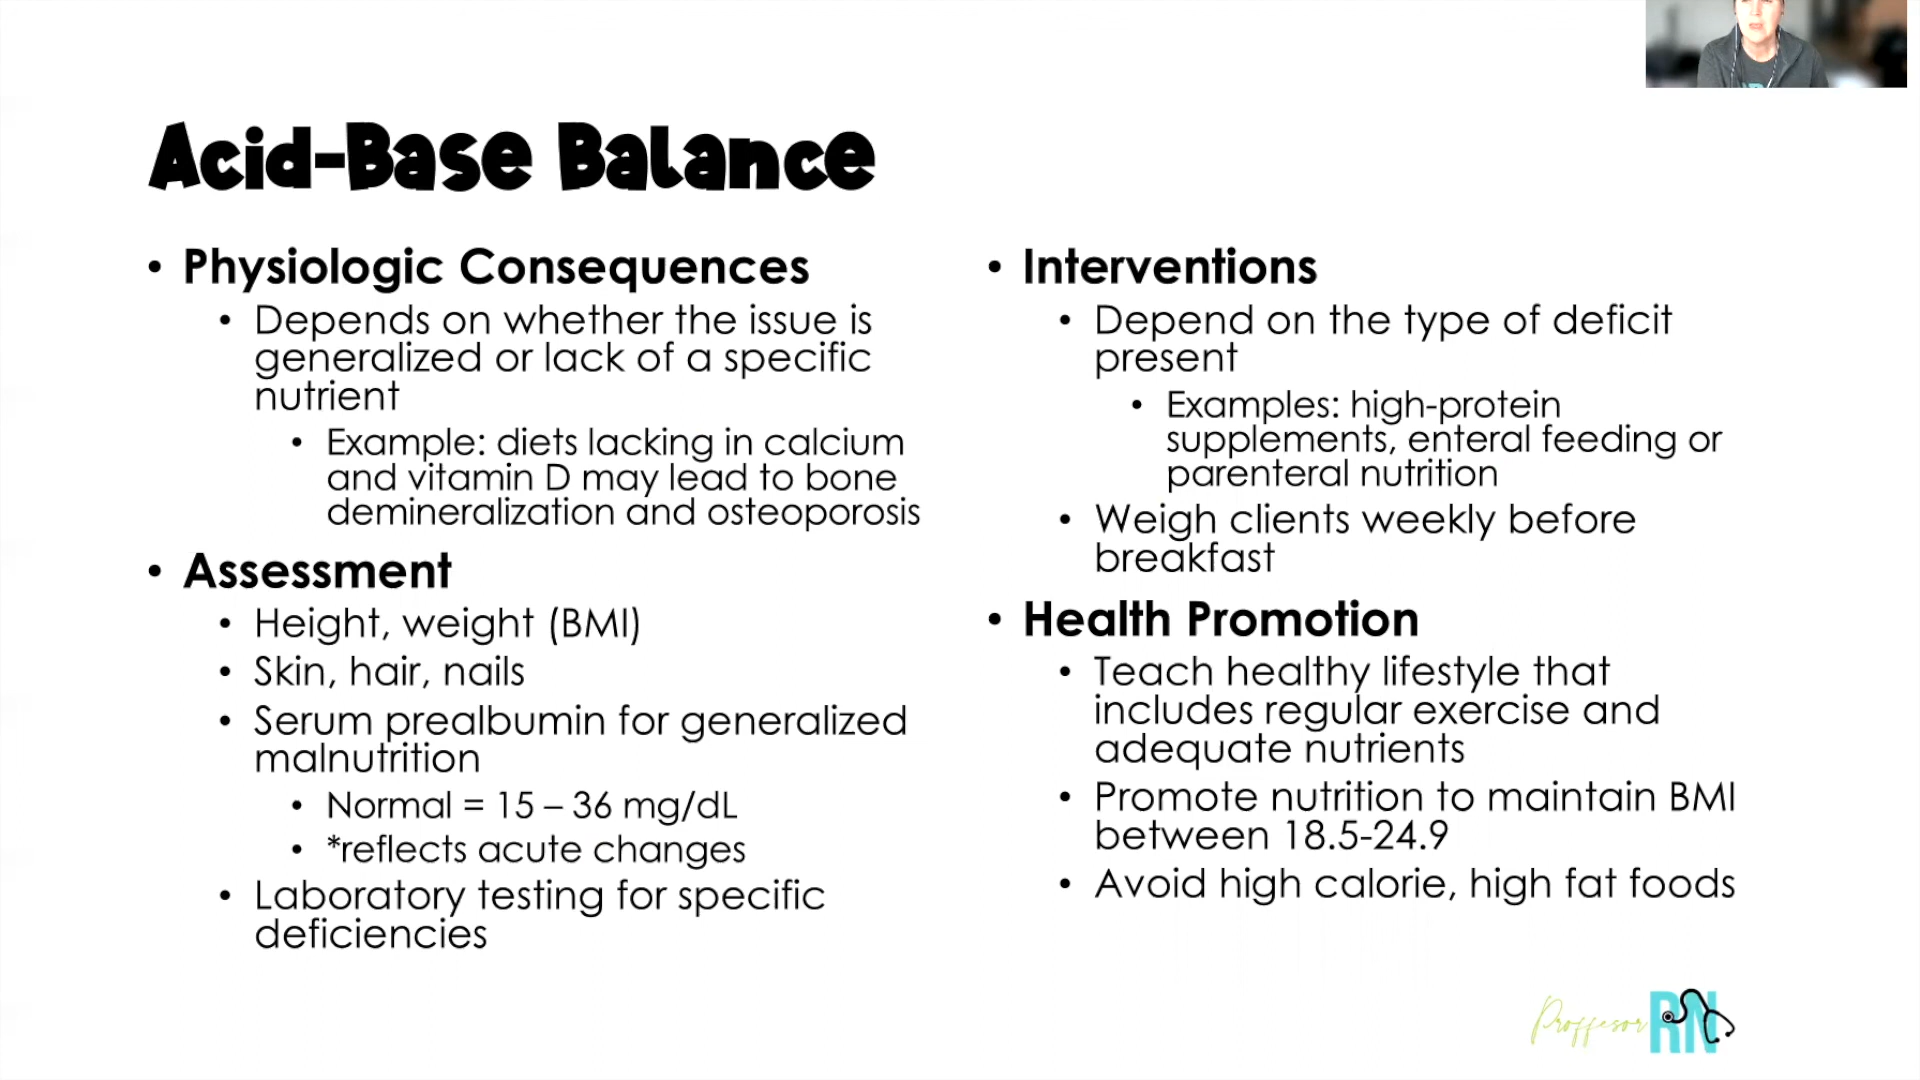 Acid-Base Balance
• Physiologic Consequences
• Depends on whether the issue is
generalized or lack of a specific
nutrient
• Example: diets lacking in calcium
and vitamin D may lead to bone
demineralization and osteoporosis
• Assessment
• Height, weight (BMI)
• Skin, hair, nails
• Serum prealbumin for generalized
malnutrition
• Normal = 15 – 36 mg/dL
• *reflects acute changes
• Laboratory testing for specific
deficiencies
• Interventions
• Depend on the type of deficit
present
• Examples: high-protein
supplements, enteral feeding or
parenteral nutrition
• Weigh clients weekly before
breakfast
• Health Promotion
• Teach healthy lifestyle that
includes regular exercise and
adequate nutrients
• Promote nutrition to maintain BMI
between 18.5-24.9
• Avoid high calorie, high fat foods
Proffesor RN